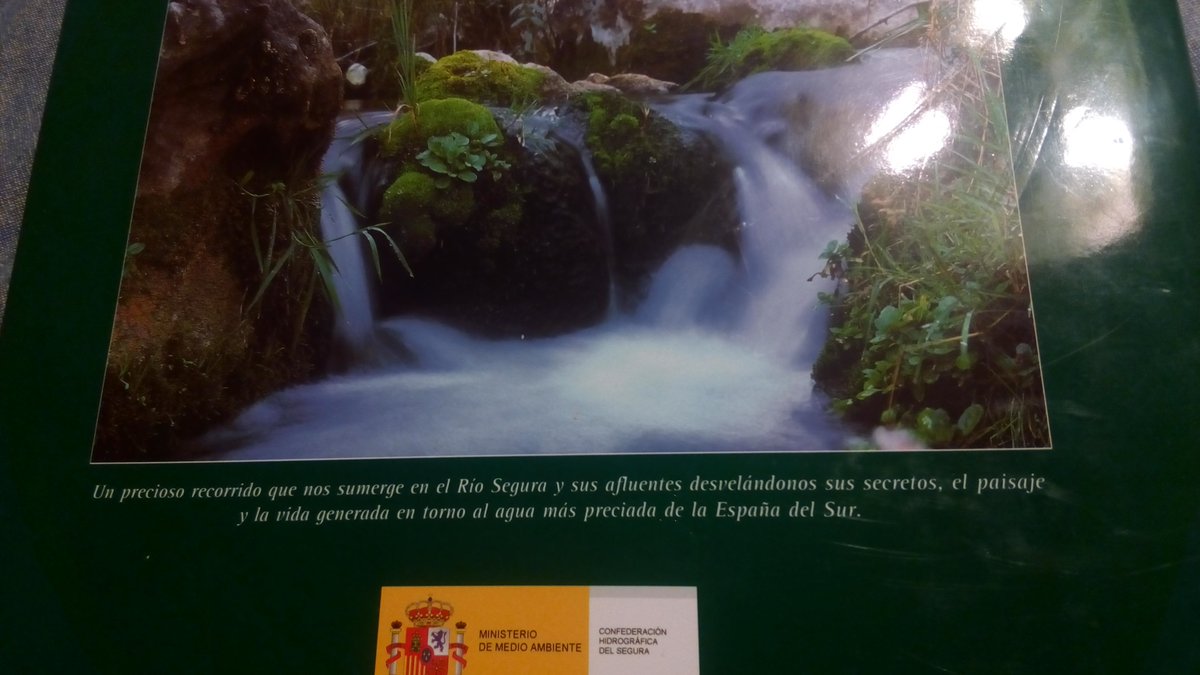 Un precioso recorrido que nos sumerge en el Río Segura y sus afluentes desvelándonos sus secretos, el paisaje
y la vida generada en torno al agua más preciada de la España del Sur.
MINISTERIO
DE MEDIO AMBIENTE
CONFEDERACIÓN
HIDROGRÁFICA
DEL SEGURA